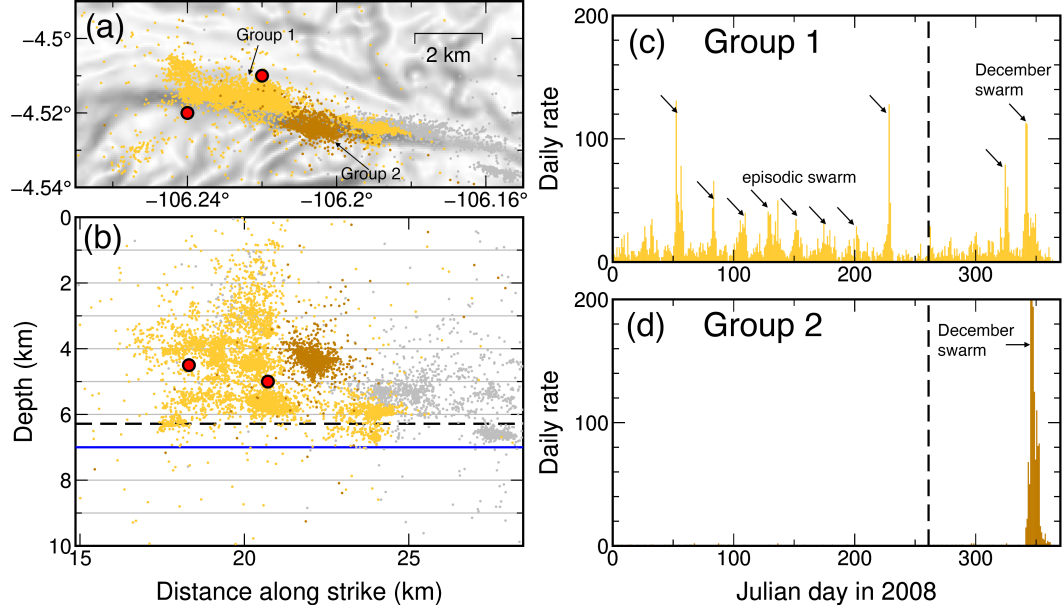 (a)
Group 1
2 km
Group 2
−4.5°
−4.52°
−4.54°
−106.24°
−106.2°
−106.16°
(b)
0
2
4
6
8
10
Depth (km)
15
20
25
Distance along strike (km)
(c)
Group 1
December
swarm
episodic swarm
200
100
0
Daily rate
0
100
200
300
(d)
Group 2
December
swarm
200
100
0
Daily rate
0
100
200
300
Julian day in 2008